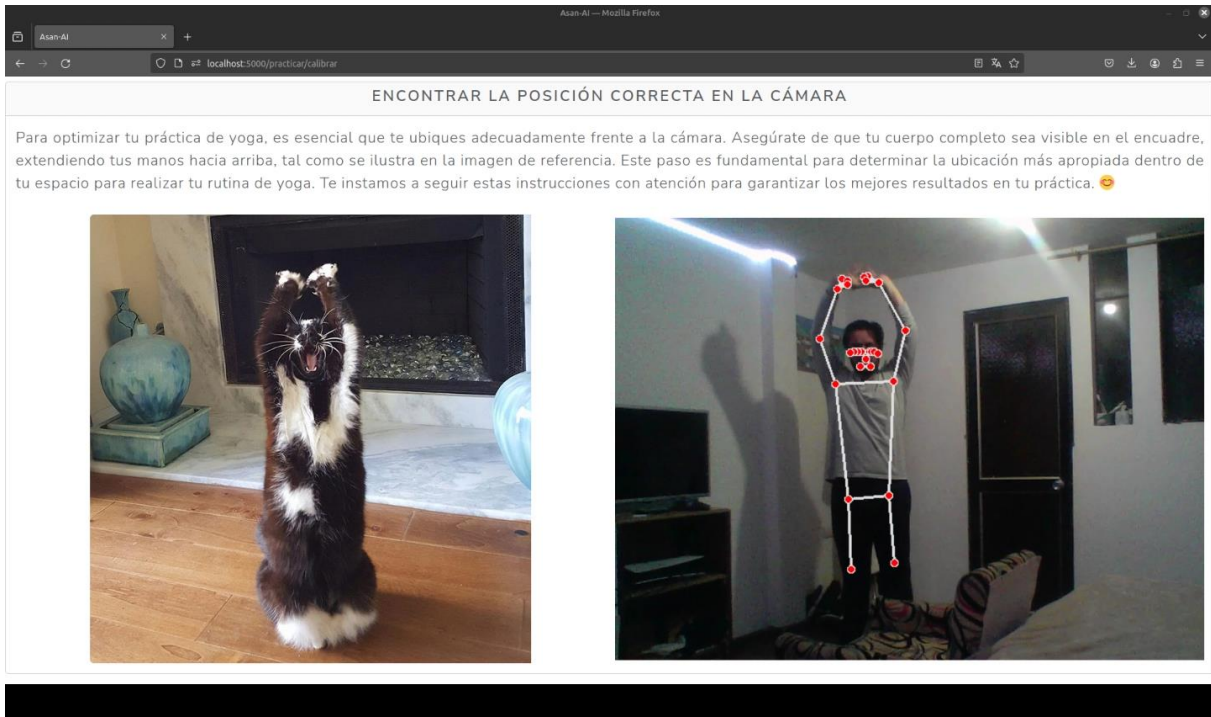 Asan-AI — Mozilla Firefox
Asan-AI
localhost:5000/practicar/calibrar
ENCONTRAR LA POSICIÓN CORRECTA EN LA CÁMARA
Para optimizar tu práctica de yoga, es esencial que te ubiques adecuadamente frente a la cámara. Asegúrate de que tu cuerpo completo sea visible en el encuadre,
extendiendo tus manos hacia arriba, tal como se ilustra en la imagen de referencia. Este paso es fundamental para determinar la ubicación más apropiada dentro de
tu espacio para realizar tu rutina de yoga. Te instamos a seguir estas instrucciones con atención para garantizar los mejores resultados en tu práctica. 😊